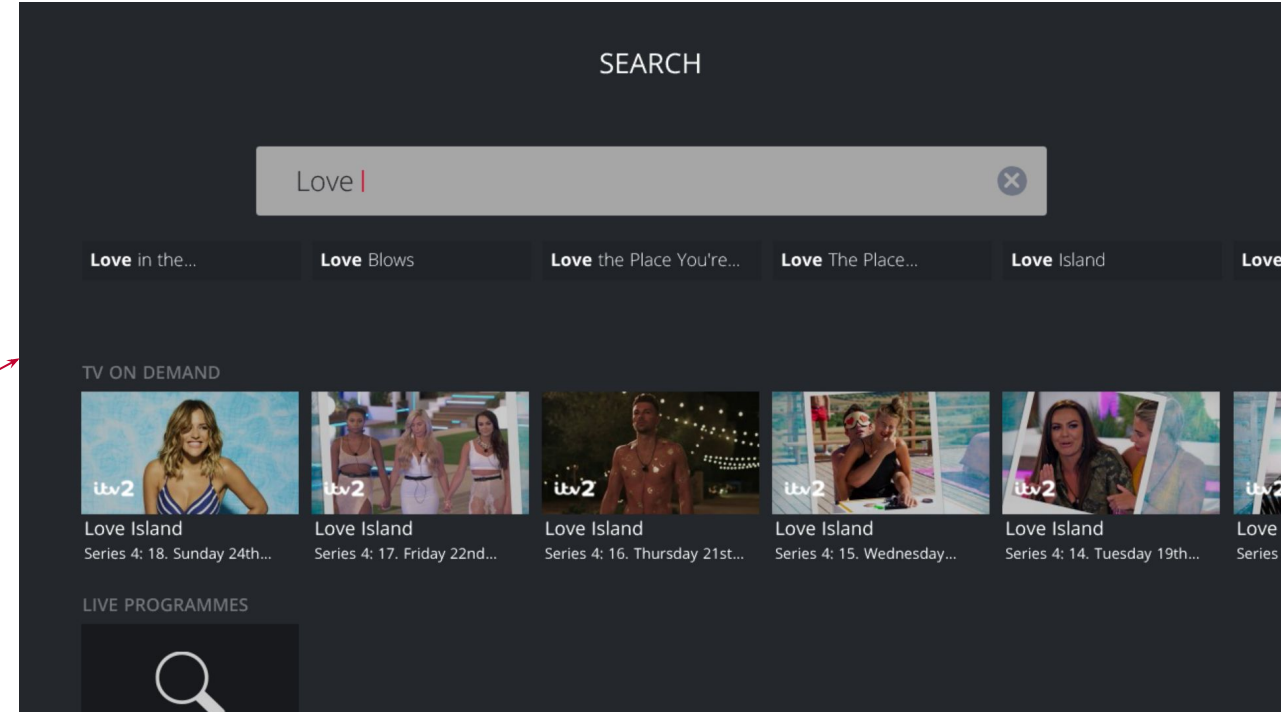 SEARCH
Love
Love in the...
Love Blows
Love the Place You're...
Love The Place...
Love Island
Love
TV ON DEMAND
itv2
itv2
itv2
itv2
itv2
itv2
Love Island
Love Island
Love Island
Love Island
Love Island
Love
Series 4: 18. Sunday 24th...
Series 4: 17. Friday 22nd...
Series 4: 16. Thursday 21st...
Series 4: 15. Wednesday...
Series 4: 14. Tuesday 19th...
Series
LIVE PROGRAMMES